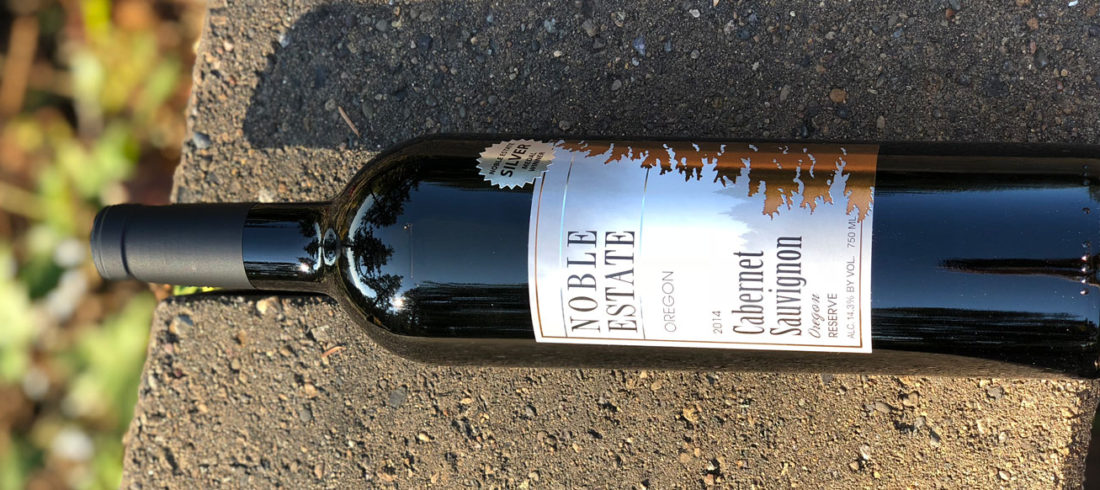 SILVER
NOBLE
ESTATE
OREGON
2014
Cabernet
Sauvignon
Oregon
RESERVE
ALC. 14.3% BY VOL. 750 ML